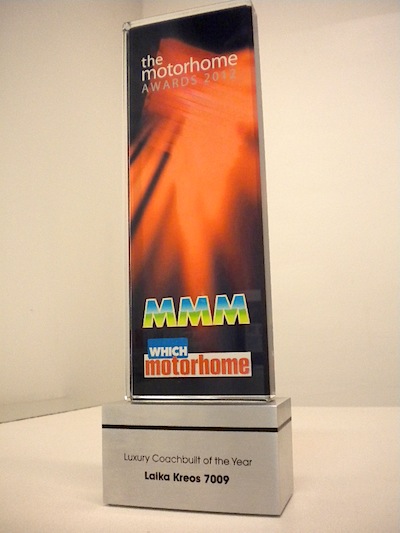 the
motorhome
AWARDS 2012
MMM
WHICH
motorhome
Luxury Coachbuilt of the Year
Laika Kreos 7009